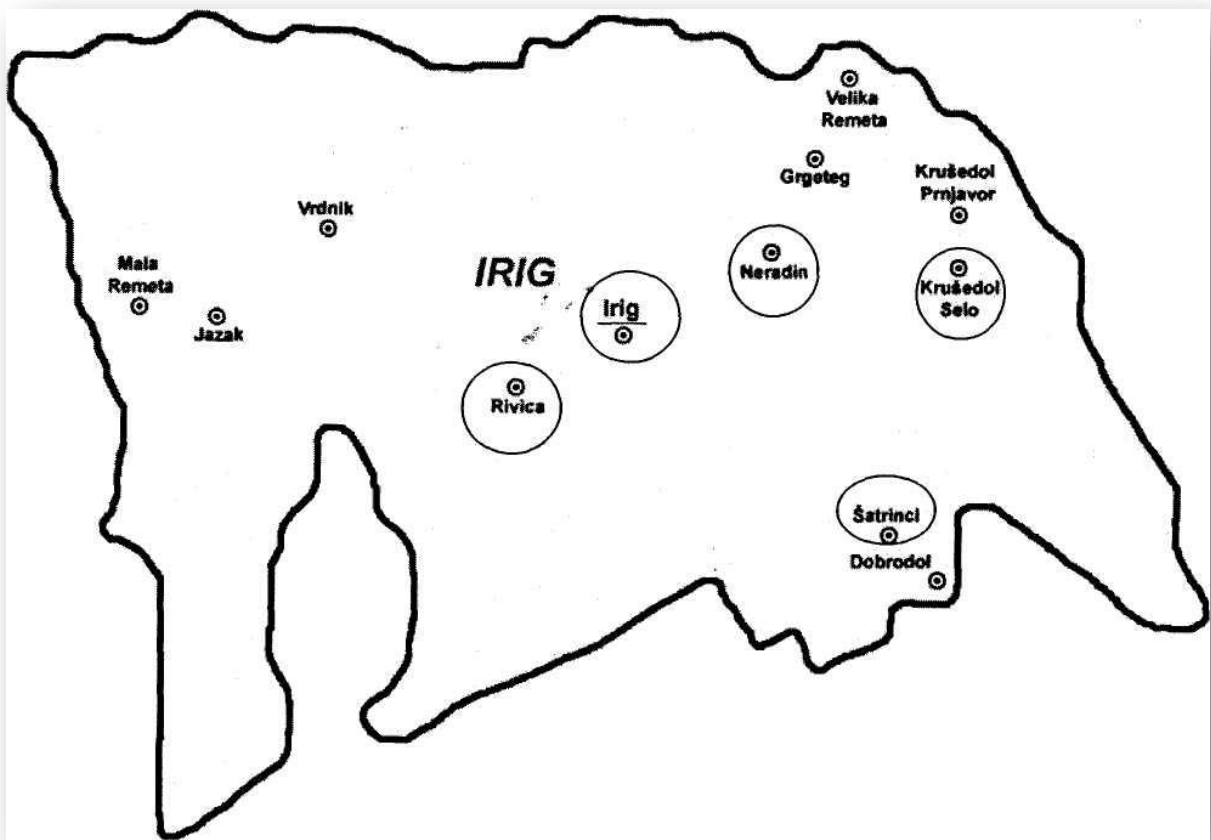 Velika
Remeta
Grgeteg
Krušedol
Prnjavor
Vrdnik
Neradin
IRIG
Mala
Remeta
Krušedol
Selo
Irig
Jazak
Rivica
Šatrinci
Dobrodol